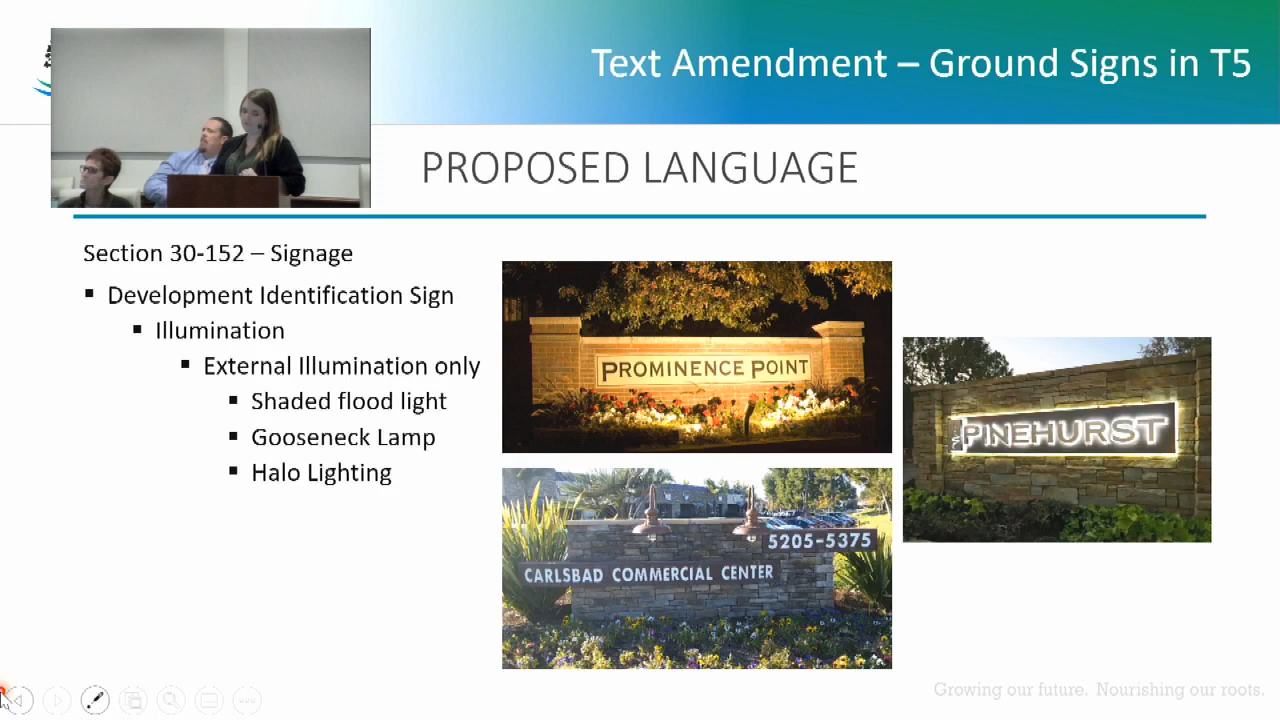 Text Amendment – Ground Signs in T5
PROPOSED LANGUAGE
Section 30-152 – Signage
▪ Development Identification Sign
▪ Illumination
▪ External Illumination only
▪ Shaded flood light
▪ Gooseneck Lamp
▪ Halo Lighting
PROMINENCE POINT
PINEHURST
5205-5375
CARLSBAD COMMERCIAL CENTER
Growing our future. Nourishing our roots.